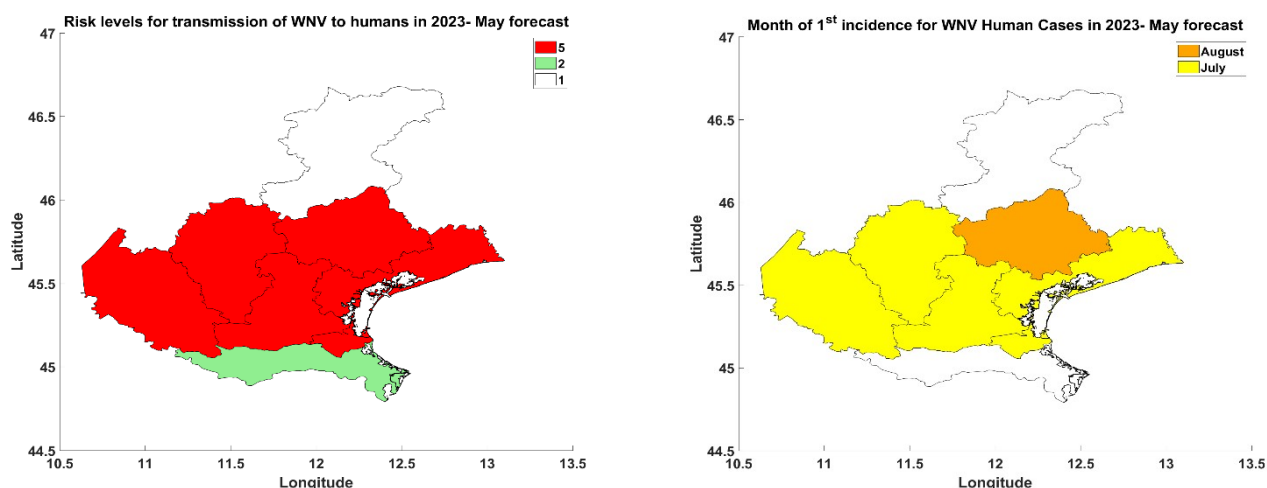 Risk levels for transmission of WNV to humans in 2023- May forecast
47
46.5
46
45.5
45
44.5
Latitude
10.5 11 11.5 12 12.5 13 13.5
Longitude
5
2
1
Month of 1st incidence for WNV Human Cases in 2023- May forecast
47
46.5
46
45.5
45
44.5
Latitude
10.5 11 11.5 12 12.5 13 13.5
Longitude
August
July